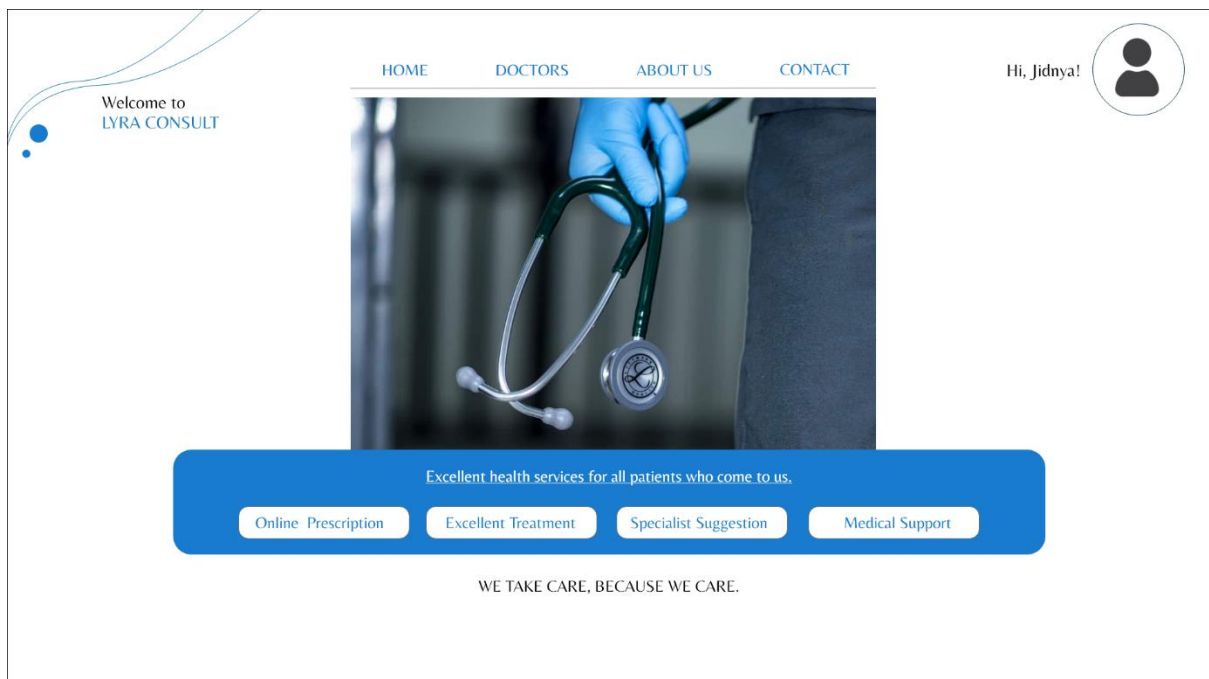 HOME DOCTORS ABOUT US CONTACT
Hi, Jidnya!
Welcome to
LYRA CONSULT
Excellent health services for all patients who come to us.
Online Prescription Excellent Treatment Specialist Suggestion Medical Support
WE TAKE CARE, BECAUSE WE CARE.